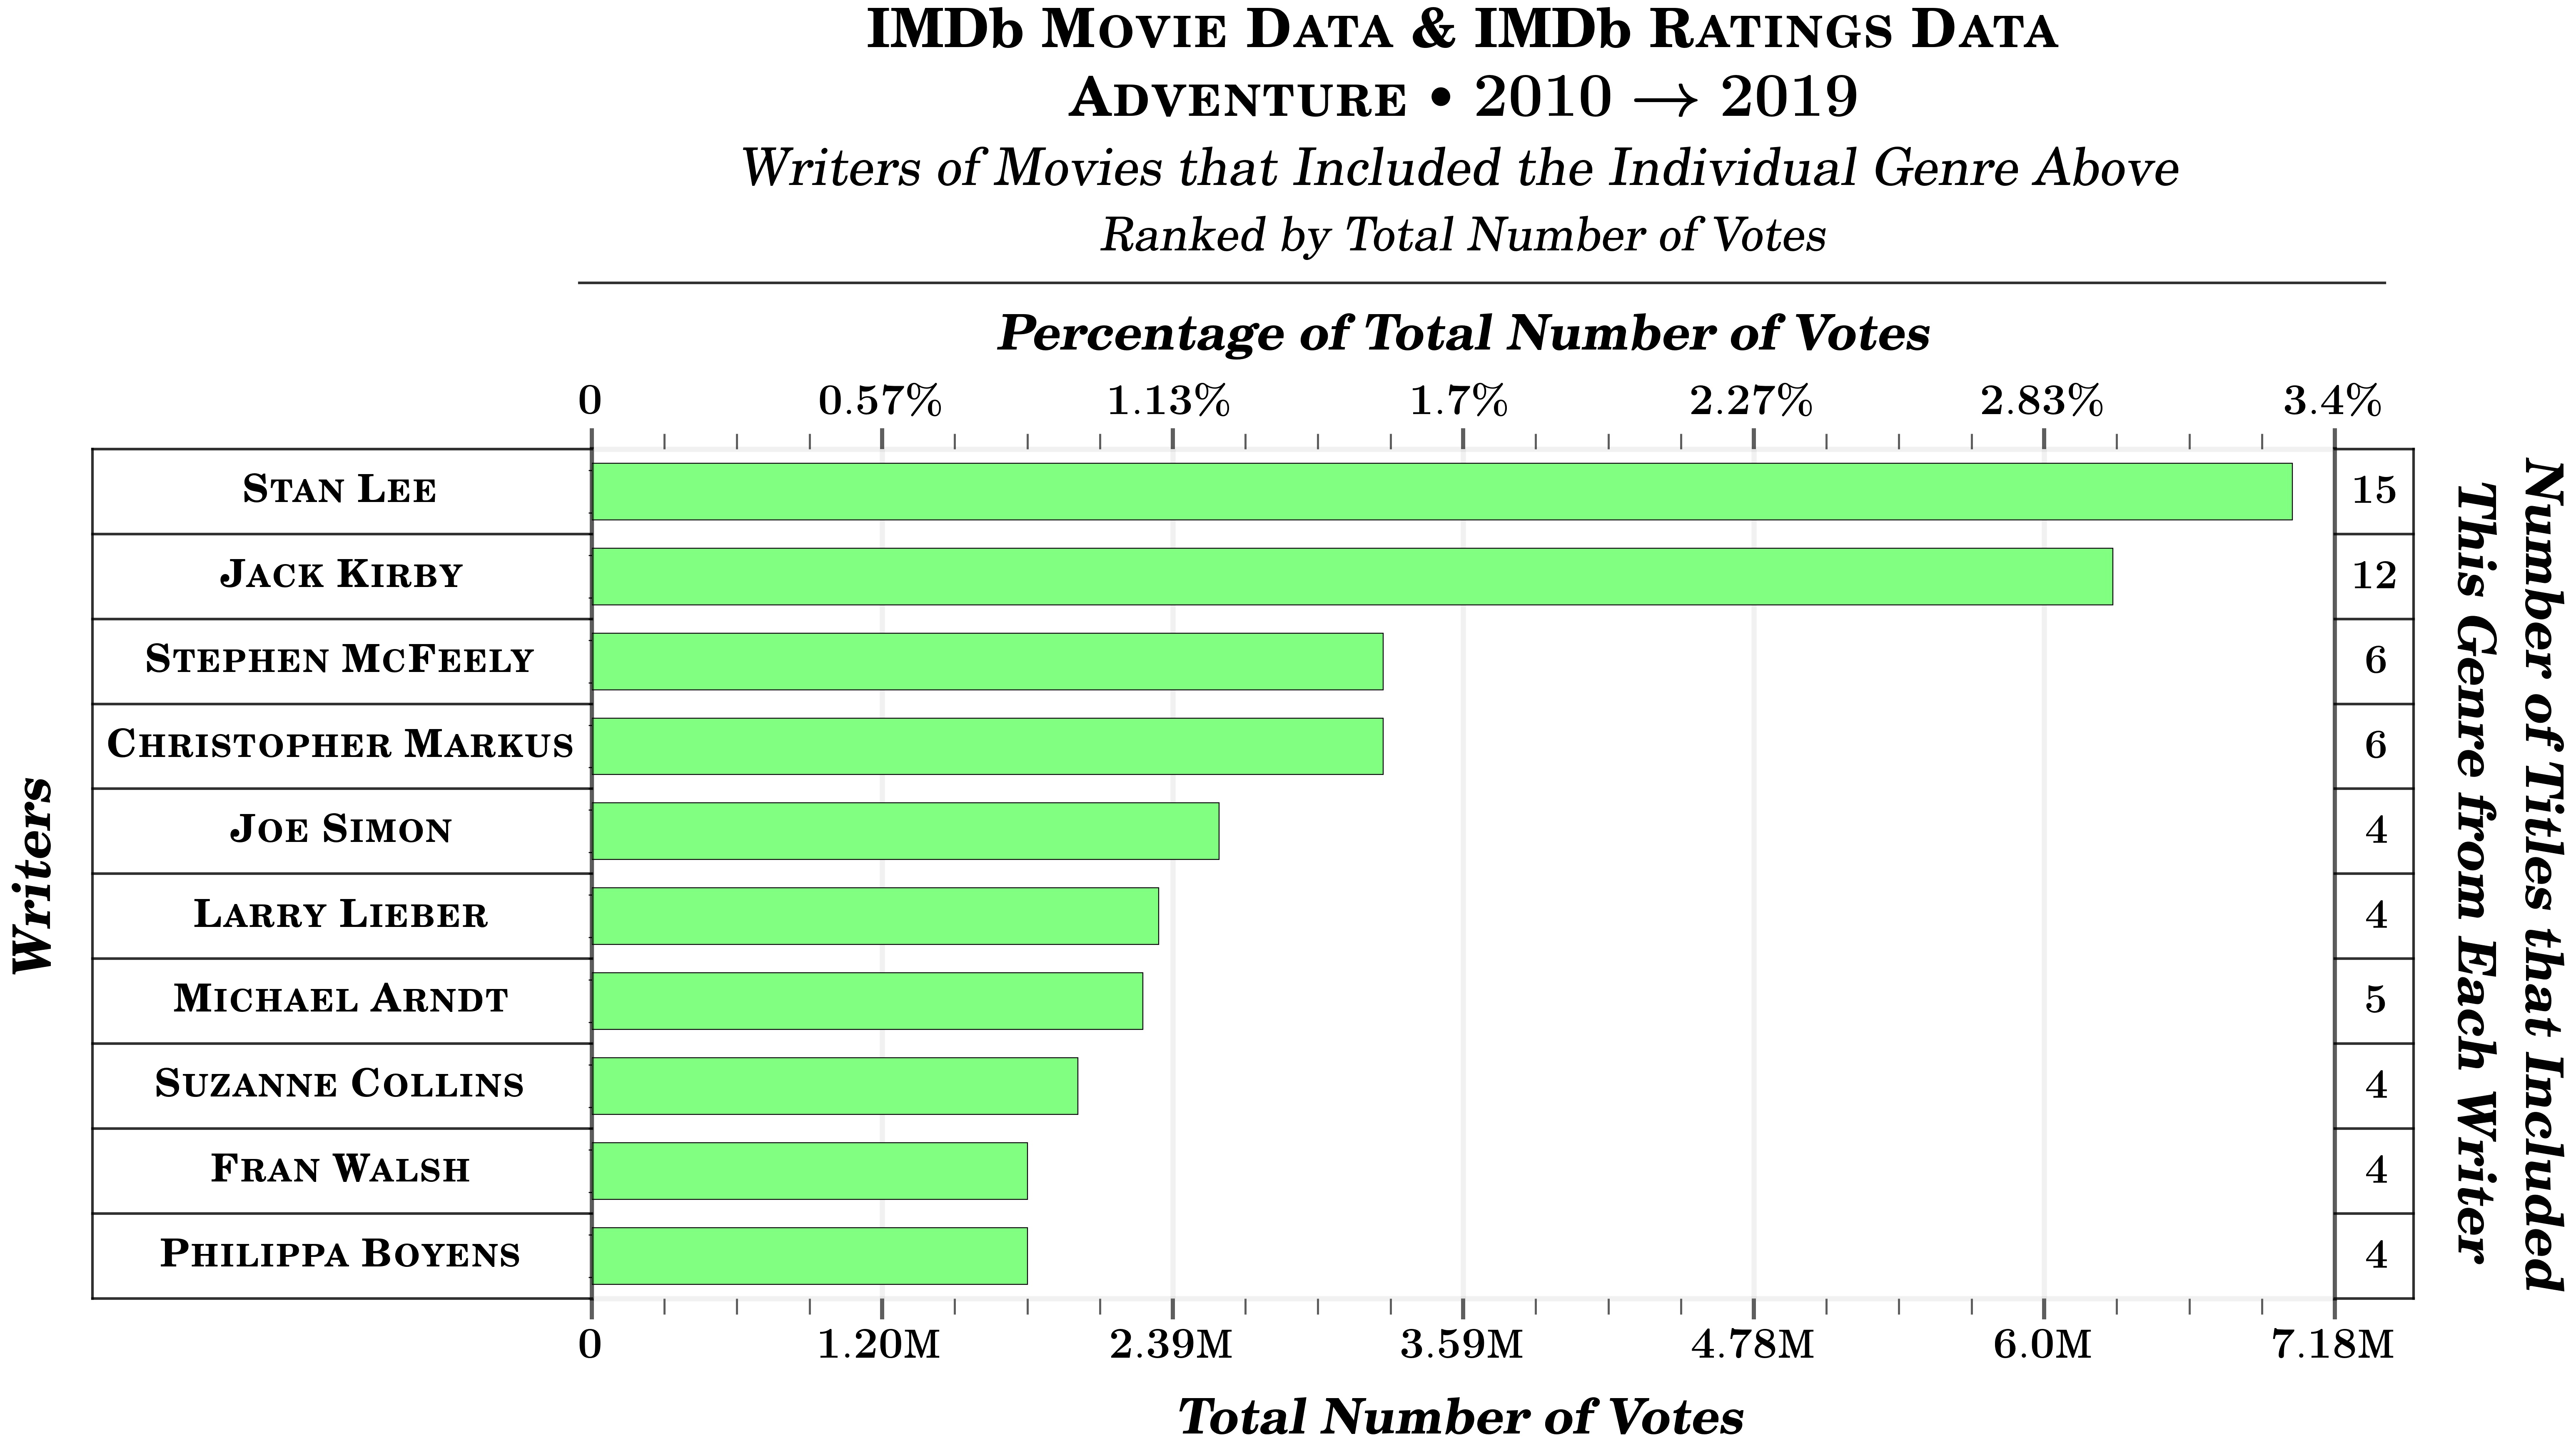 IMDb Movie Data & IMDb Ratings Data
Adventure • 2010 → 2019
Writers of Movies that Included the Individual Genre Above
Ranked by Total Number of Votes
Percentage of Total Number of Votes
0 0.57% 1.13% 1.7% 2.27% 2.83% 3.4%
Writers
Stan Lee 15
Jack Kirby 12
Stephen McFeely 6
Christopher Markus 6
Joe Simon 4
Larry Lieber 4
Michael Arndt 5
Suzanne Collins 4
Fran Walsh 4
Philippa Boyens 4
Number of Titles that Included
This Genre from Each Writer
0 1.20M 2.39M 3.59M 4.78M 6.0M 7.18M
Total Number of Votes